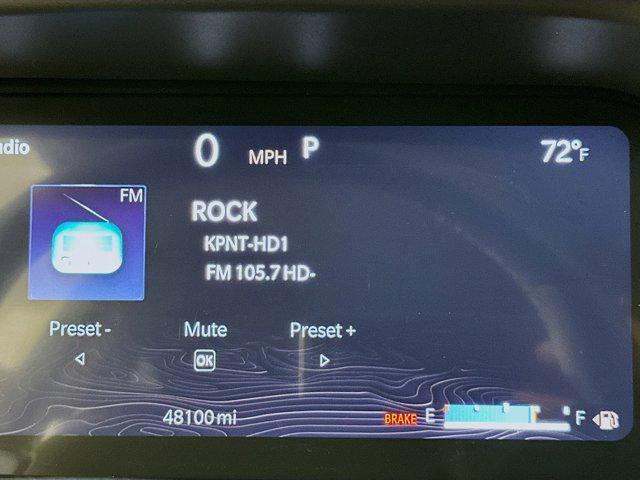 0 MPH P 72°F
FM
ROCK
KPNT-HD1
FM 105.7 HD-
Preset - Mute Preset +
OK
48100 mi BRAKE E F